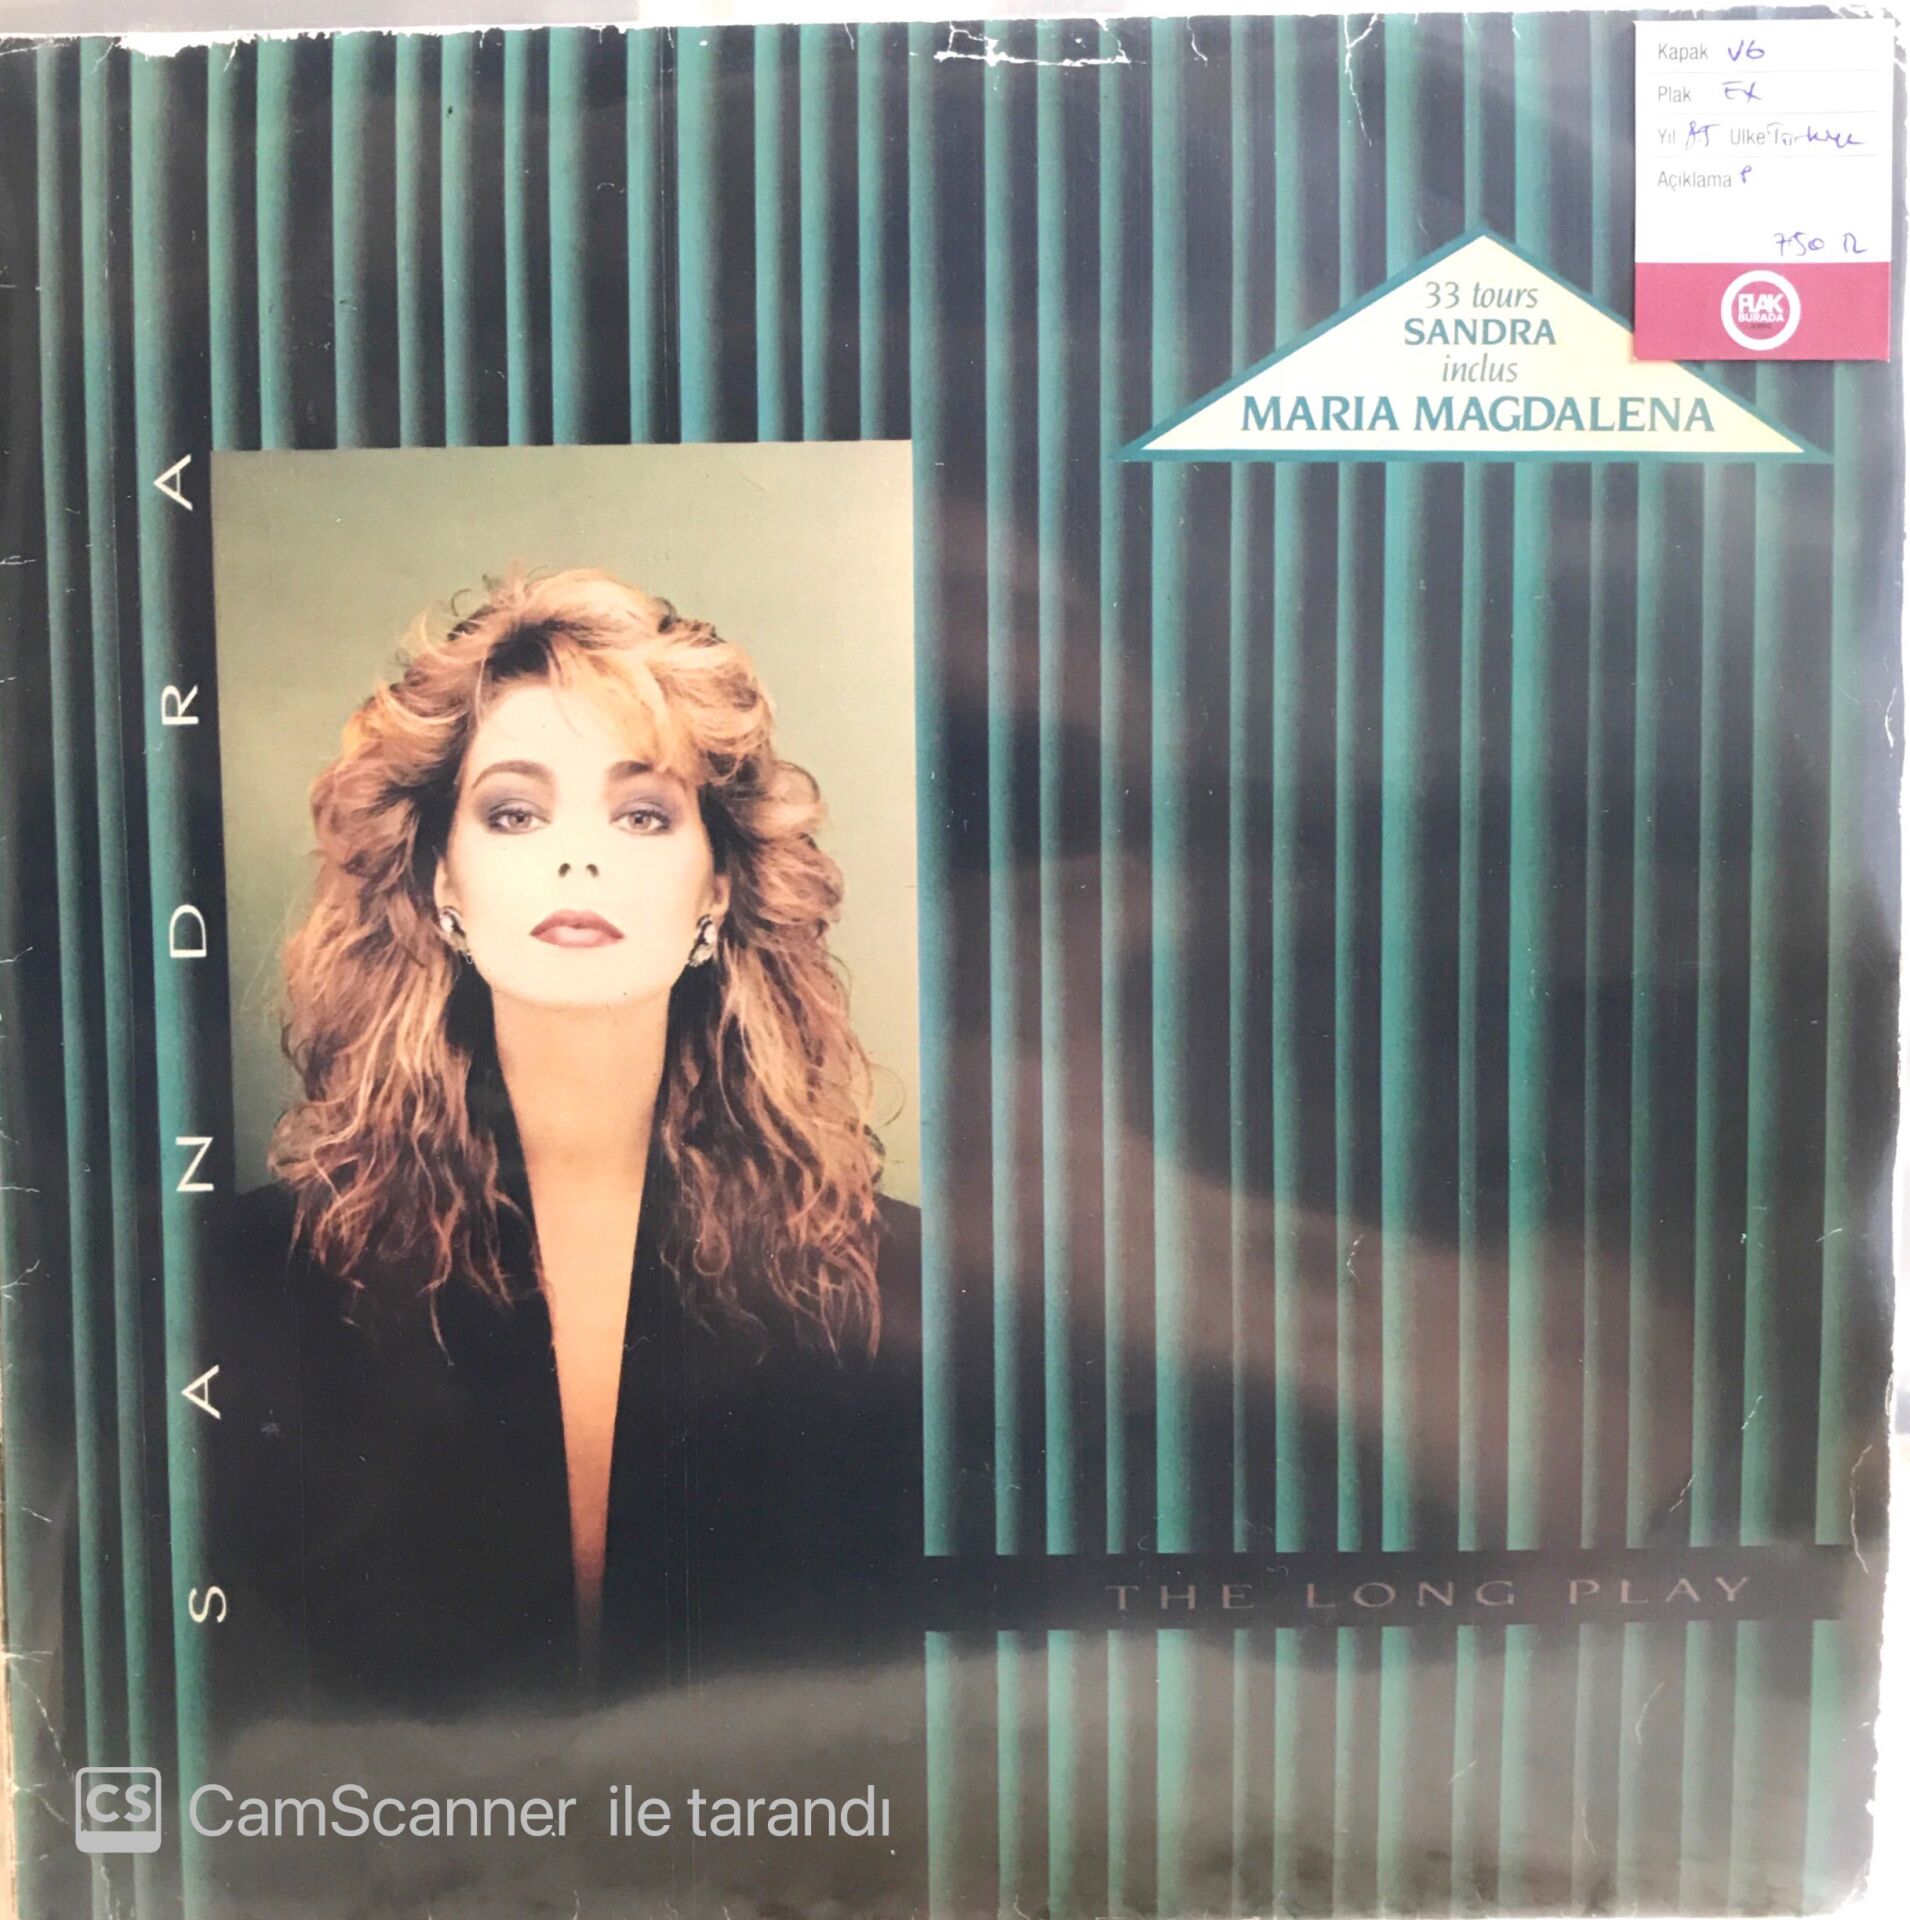 Kapak VG
Plak EX
Yıl 85 Ülke Türkiye
Açıklama P
750 TL
PLAK
BURADA
33 tours
SANDRA
inclus
MARIA MAGDALENA
SANDRA
THE LONG PLAY
CS CamScanner ile tarandı